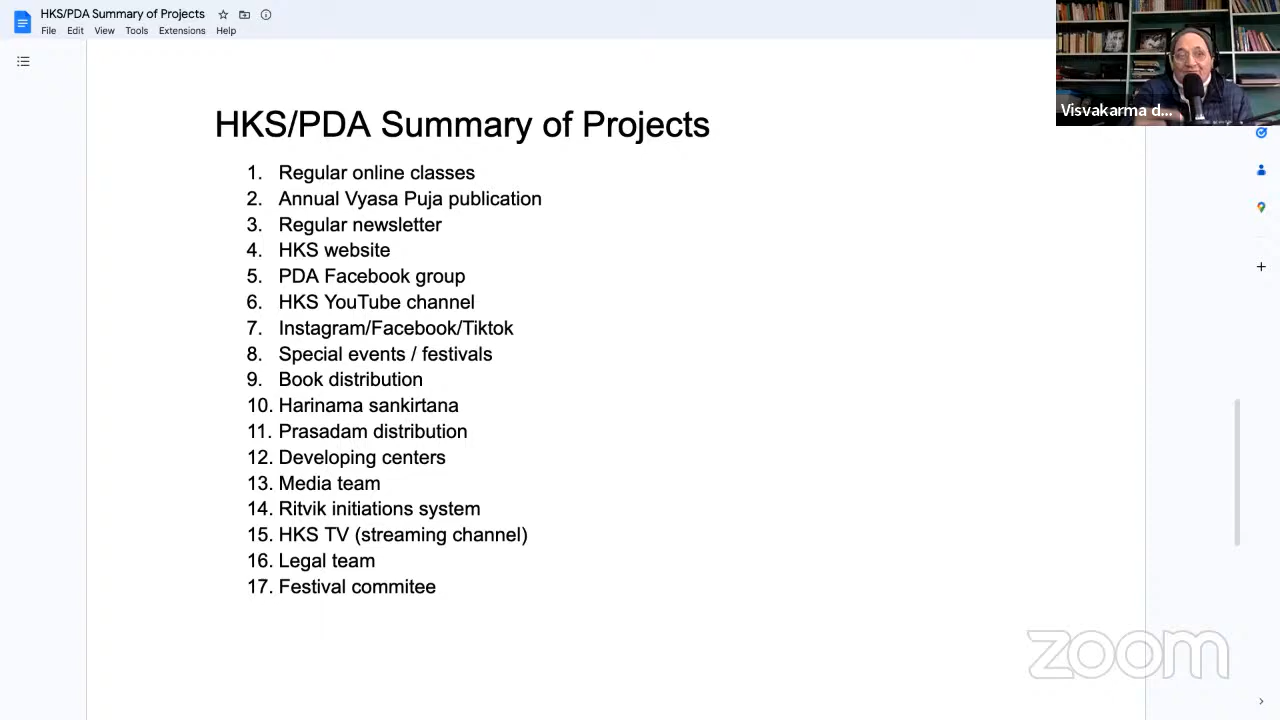 HKS/PDA Summary of Projects
File Edit View Tools Extensions Help
Visvakarma d...
HKS/PDA Summary of Projects
1. Regular online classes
2. Annual Vyasa Puja publication
3. Regular newsletter
4. HKS website
5. PDA Facebook group
6. HKS YouTube channel
7. Instagram/Facebook/Tiktok
8. Special events / festivals
9. Book distribution
10. Harinama sankirtana
11. Prasadam distribution
12. Developing centers
13. Media team
14. Ritvik initiations system
15. HKS TV (streaming channel)
16. Legal team
17. Festival commitee
zoom